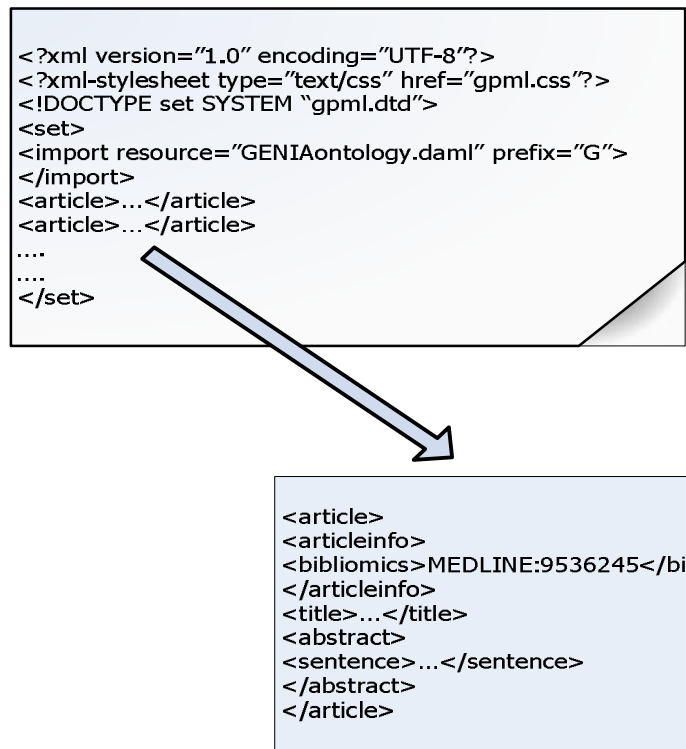 <?xml version=″1.0″ encoding=″UTF-8″?>
<?xml-stylesheet type=″text/css″ href=″gpml.css″?>
<!DOCTYPE set SYSTEM “gpml.dtd″>
<set>
<import resource=″GENIAontology.daml″ prefix=″G″>
</import>
<article>...</article>
<article>...</article>
....
....
</set>
<article>
<articleinfo>
<bibliomics>MEDLINE:9536245</bi
</articleinfo>
<title>...</title>
<abstract>
<sentence>...</sentence>
</abstract>
</article>